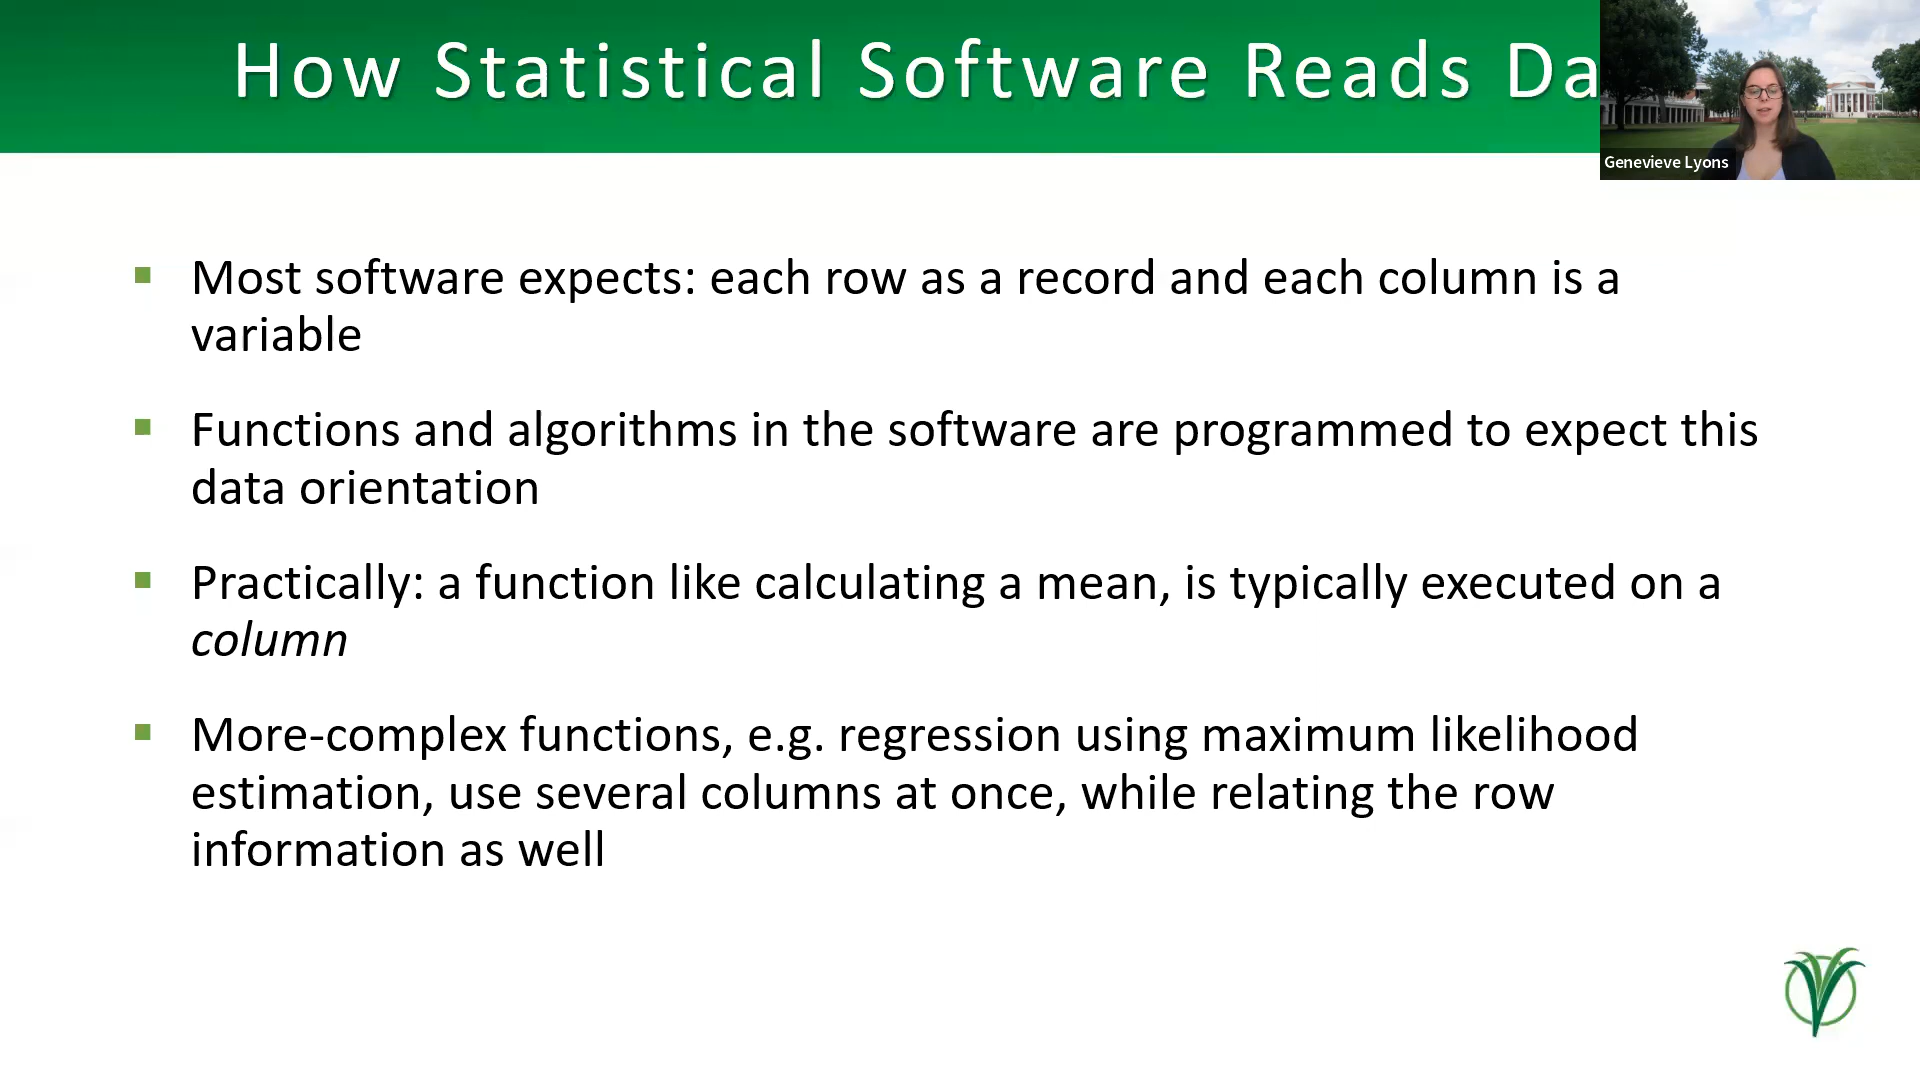 How Statistical Software Reads Da
Genevieve Lyons
Most software expects: each row as a record and each column is a
variable
Functions and algorithms in the software are programmed to expect this
data orientation
Practically: a function like calculating a mean, is typically executed on a
column
More-complex functions, e.g. regression using maximum likelihood
estimation, use several columns at once, while relating the row
information as well